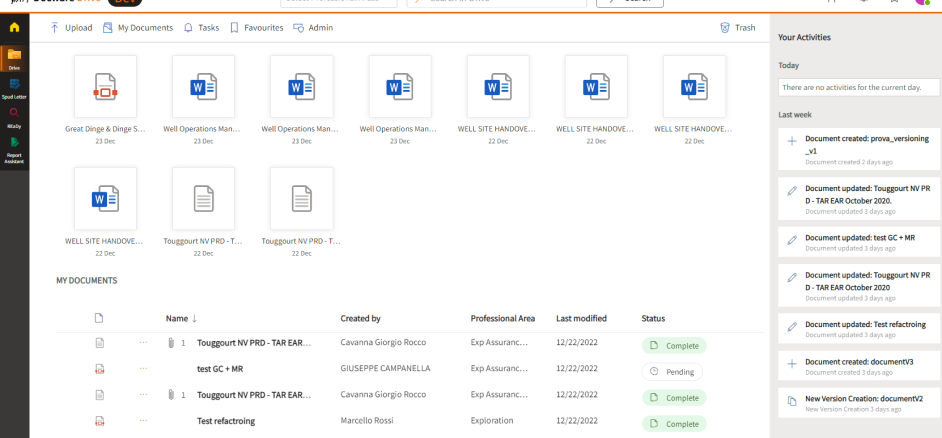 DEV
Search
Upload
My Documents
Tasks
Favourites
Admin
Trash
Drive
Spud Letter
REaDy
Report
Assistant
Great Dinge & Dinge S...
23 Dec
Well Operations Man...
23 Dec
Well Operations Man...
23 Dec
Well Operations Man...
23 Dec
WELL SITE HANDOVE...
22 Dec
WELL SITE HANDOVE...
22 Dec
WELL SITE HANDOVE...
22 Dec
WELL SITE HANDOVE...
22 Dec
Touggourt NV PRD - T...
22 Dec
Touggourt NV PRD - T...
22 Dec
MY DOCUMENTS
Name ↓ Created by Professional Area Last modified Status
... 1 Touggourt NV PRD - TAR EAR... Cavanna Giorgio Rocco Exp Assuranc... 12/22/2022 Complete
... test GC + MR GIUSEPPE CAMPANELLA Exp Assuranc... 12/22/2022 Pending
... 1 Touggourt NV PRD - TAR EAR... Cavanna Giorgio Rocco Exp Assuranc... 12/22/2022 Complete
... Test refactroing Marcello Rossi Exploration 12/22/2022 Complete
Your Activities
Today
There are no activities for the current day.
Last week
Document created: prova_versioning
_v1
Document created 2 days ago
Document updated: Touggourt NV PR
D - TAR EAR October 2020.
Document updated 3 days ago
Document updated: test GC + MR
Document updated 3 days ago
Document updated: Touggourt NV PR
D - TAR EAR October 2020
Document updated 3 days ago
Document updated: Test refactroing
Document updated 3 days ago
Document created: documentV3
Document created 3 days ago
New Version Creation: documentV2
New Version Creation 3 days ago